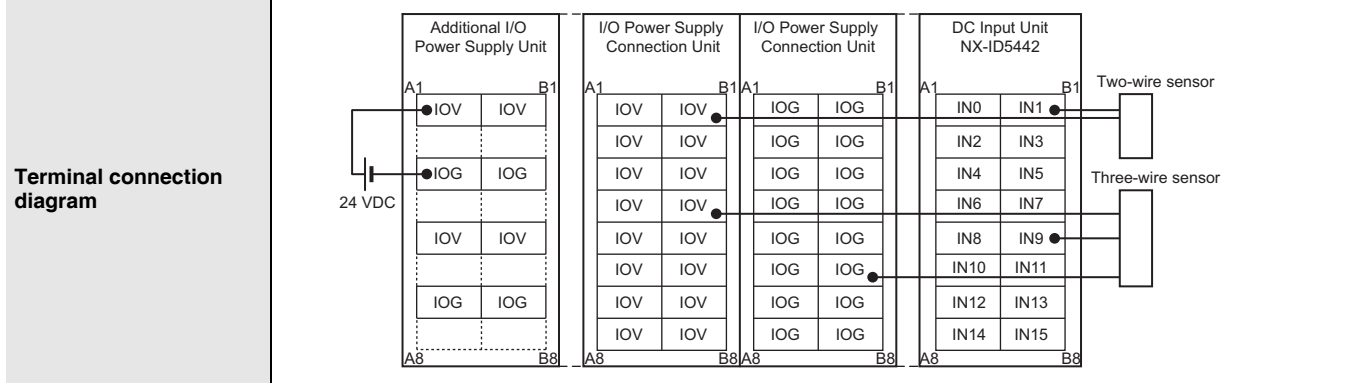 Terminal connection
diagram
Additional I/O
Power Supply Unit
I/O Power Supply
Connection Unit
I/O Power Supply
Connection Unit
DC Input Unit
NX-ID5442
A1 B1 A1 B1 A1 B1 A1 B1
Two-wire sensor
IOV IOV IOV IOV IOG IOG IN0 IN1
IOV IOV IOG IOG IN2 IN3
IOG IOG IOV IOV IOG IOG IN4 IN5
Three-wire sensor
24 VDC
IOV IOV IOG IOG IN6 IN7
IOV IOV IOV IOV IOG IOG IN8 IN9
IOV IOV IOG IOG IN10 IN11
IOG IOG IOV IOV IOG IOG IN12 IN13
IOV IOV IOG IOG IN14 IN15
A8 B8 A8 B8 A8 B8 A8 B8